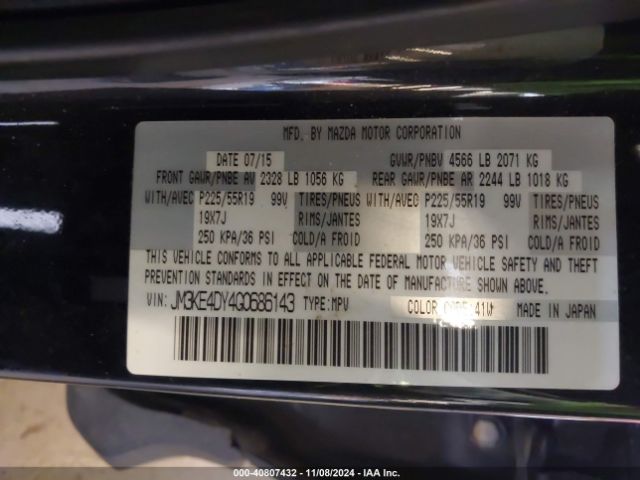 MFD. BY MAZDA MOTOR CORPORATION
DATE 07/15 GVWR/PNBV 4566 LB 2071 KG
FRONT GAWR/PNBE AV 2328 LB 1056 KG REAR GAWR/PNBE AR 2244 LB 1018 KG
WITH/AVEC P225/55R19 99V TIRES/PNEUS WITH/AVEC P225/55R19 99V TIRES/PNEUS
19X7J RIMS/JANTES 19X7J RIMS/JANTES
250 KPA/36 PSI COLD/A FROID 250 KPA/36 PSI COLD/A FROID
THIS VEHICLE CONFORMS TO ALL APPLICABLE FEDERAL MOTOR VEHICLE SAFETY AND THEFT
PREVENTION STANDARDS IN EFFECT ON THE DATE OF MANUFACTURE SHOWN ABOVE.
VIN: JM3KE4DY4G0686143 TYPE:MPV COLOR CODE:41W MADE IN JAPAN
000-40807432 - 11/08/2024 - IAA Inc.